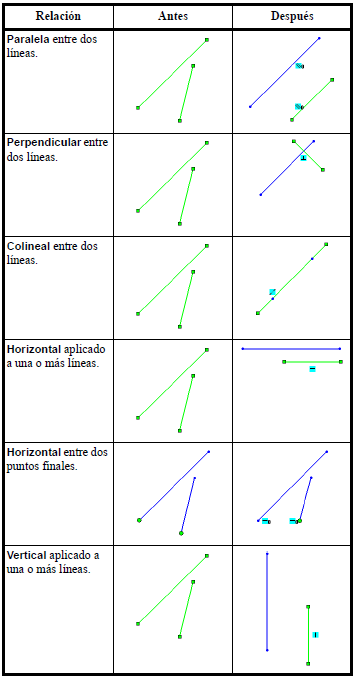 Relación Antes Después
Paralela entre dos
líneas.
Perpendicular entre
dos líneas.
Colineal entre dos
líneas.
Horizontal aplicado
a una o más líneas.
Horizontal entre dos
puntos finales.
Vertical aplicado a
una o más líneas.